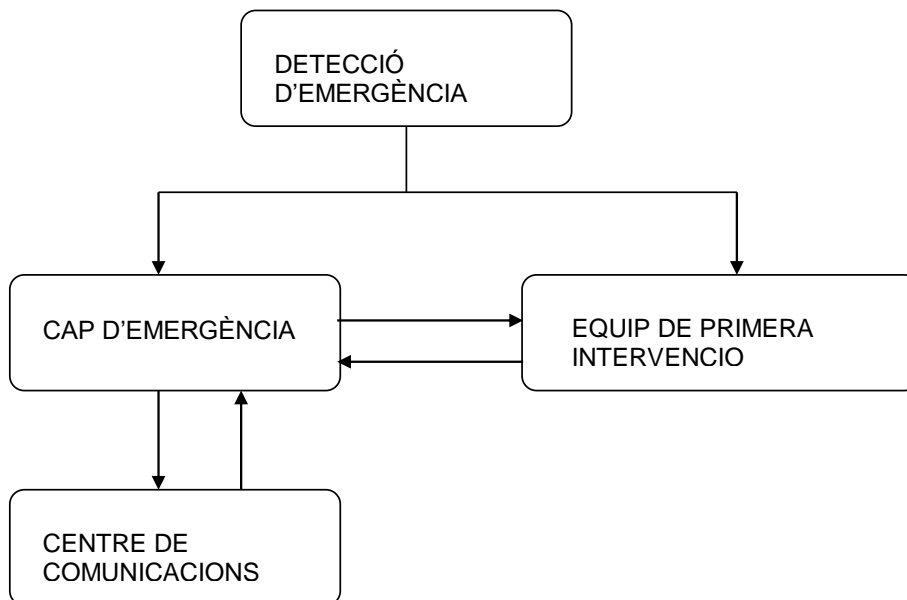 DETECCIÓ
D’EMERGÈNCIA
CAP D’EMERGÈNCIA
EQUIP DE PRIMERA
INTERVENCIO
CENTRE DE
COMUNICACIONS